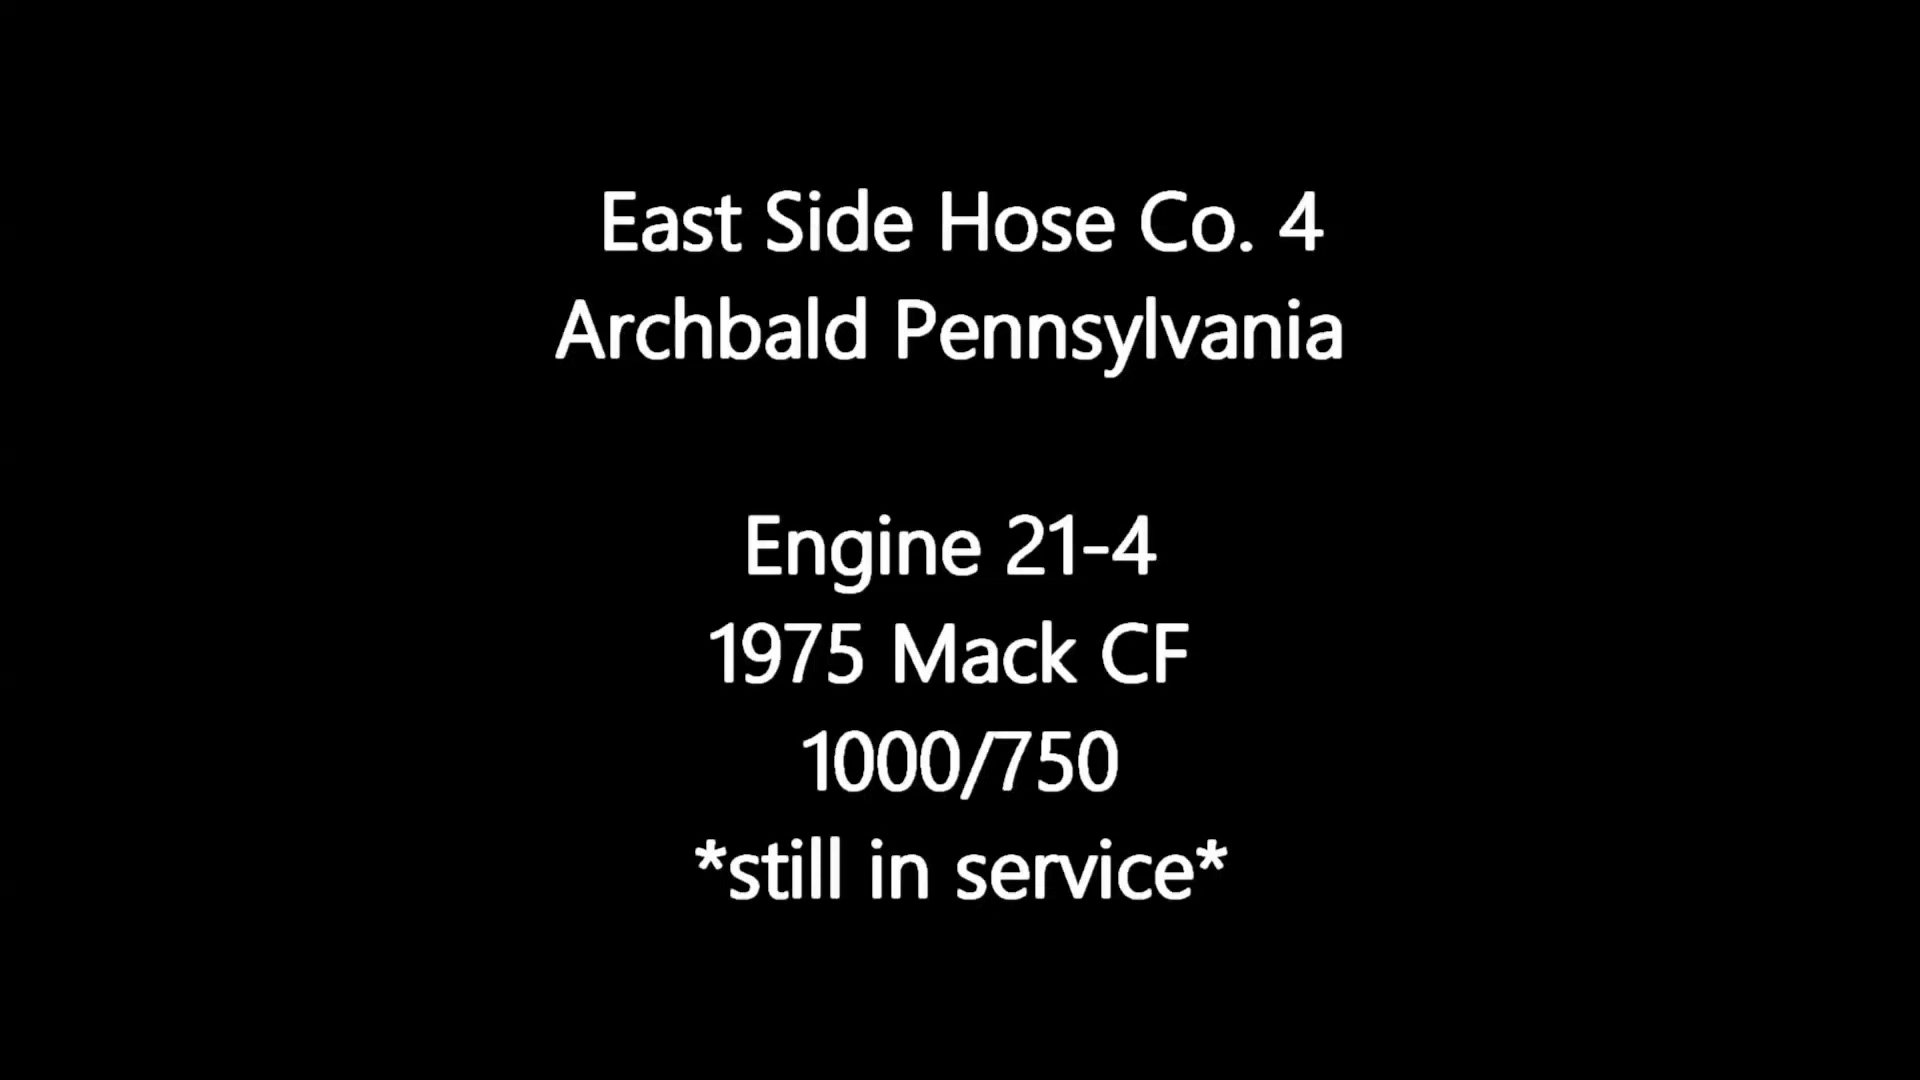 East Side Hose Co. 4
Archbald Pennsylvania
Engine 21-4
1975 Mack CF
1000/750
*still in service*